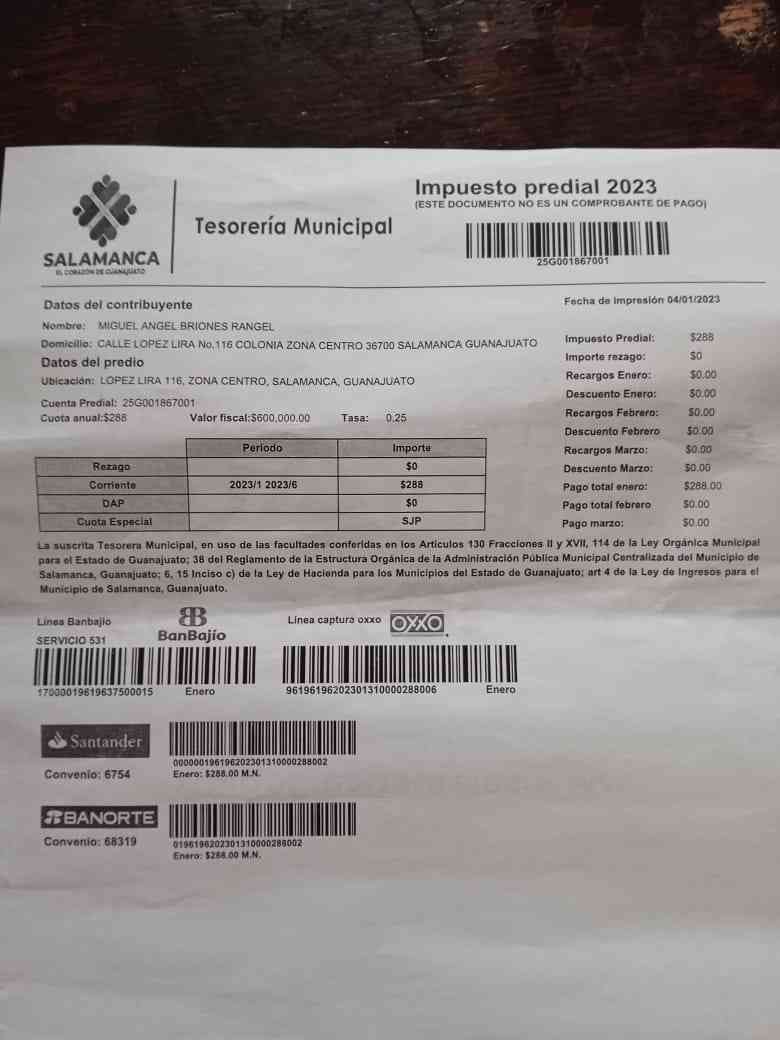 Impuesto predial 2023
(ESTE DOCUMENTO NO ES UN COMPROBANTE DE PAGO)
Tesorería Municipal
SALAMANCA
EL CORAZÓN DE GUANAJUATO
25G001867001
Datos del contribuyente
Nombre: MIGUEL ANGEL BRIONES RANGEL
Domicilio: CALLE LOPEZ LIRA No.116 COLONIA ZONA CENTRO 36700 SALAMANCA GUANAJUATO
Datos del predio
Ubicación: LOPEZ LIRA 116, ZONA CENTRO, SALAMANCA, GUANAJUATO
Cuenta Predial: 25G001867001
Cuota anual:$288 Valor fiscal:$600,000.00 Tasa: 0.25
Fecha de impresión 04/01/2023
Impuesto Predial: $288
Importe rezago: $0
Recargos Enero: $0.00
Descuento Enero: $0.00
Recargos Febrero: $0.00
Descuento Febrero $0.00
Recargos Marzo: $0.00
Descuento Marzo: $0.00
Pago total enero: $288.00
Pago total febrero $0.00
Pago marzo: $0.00
Periodo Importe
Rezago $0
Corriente 2023/1 2023/6 $288
DAP $0
Cuota Especial SJP
La suscrita Tesorera Municipal, en uso de las facultades conferidas en los Artículos 130 Fracciones II y XVII, 114 de la Ley Orgánica Municipal
para el Estado de Guanajuato; 38 del Reglamento de la Estructura Orgánica de la Administración Pública Municipal Centralizada del Municipio de
Salamanca, Guanajuato; 6, 15 Inciso c) de la Ley de Hacienda para los Municipios del Estado de Guanajuato; art 4 de la Ley de Ingresos para el
Municipio de Salamanca, Guanajuato.
Línea Banbajio
SERVICIO 531
BanBajío
17000019619637500015 Enero
Línea captura oxxo OXXO
96196196202301310000288006 Enero
Santander
Convenio: 6754
000000196196202301310000288002
Enero: $288.00 M.N.
BANORTE
Convenio: 68319
0196196202301310000288002
Enero: $288.00 M.N.